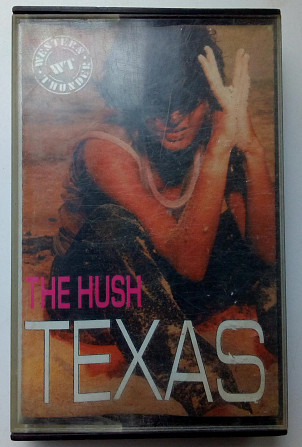 WESTERN
WT
THUNDER
THE HUSH
TEXAS